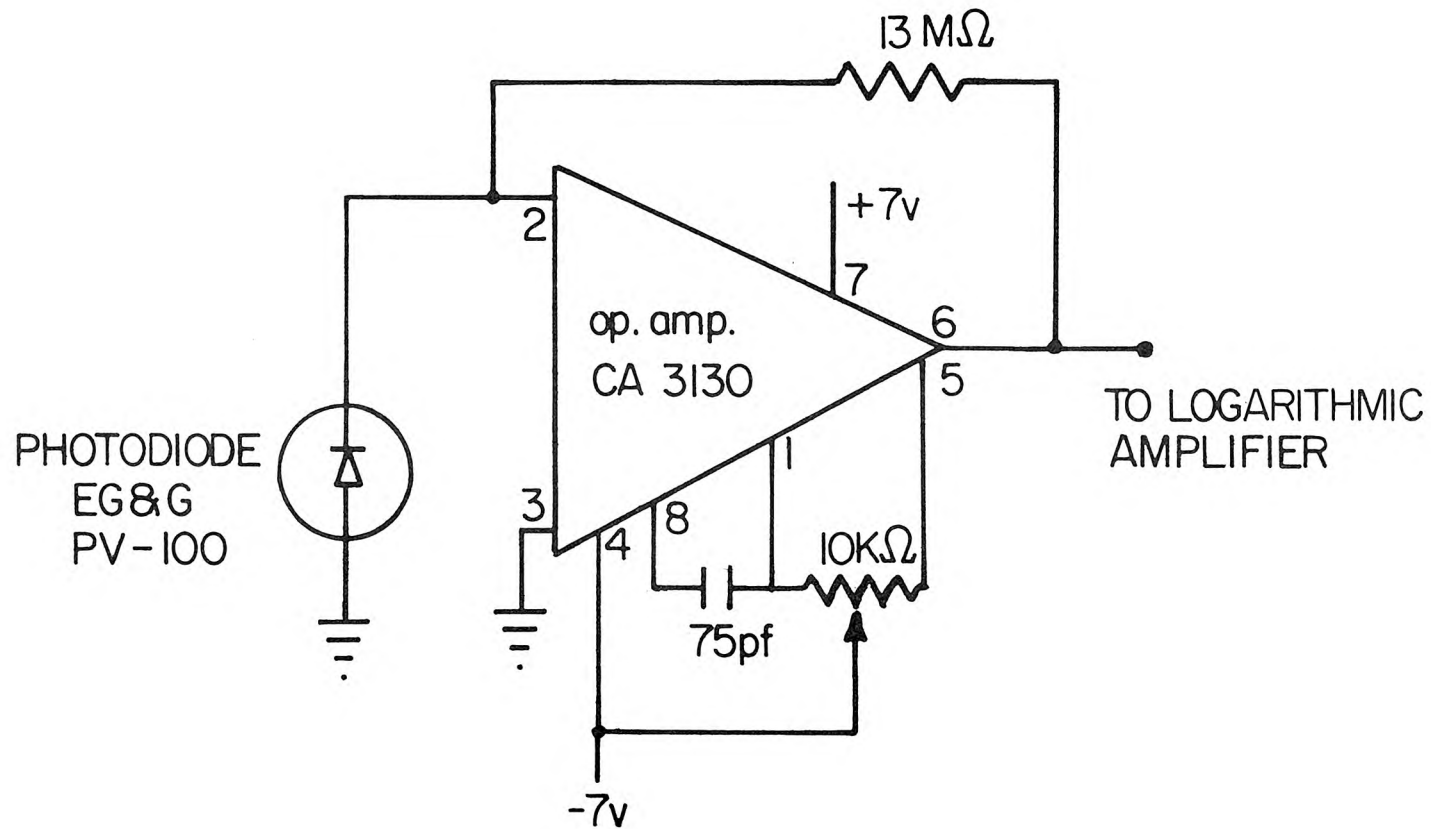 13 MΩ
+7v
2
7
6
op. amp.
CA 3130
5
TO LOGARITHMIC
AMPLIFIER
PHOTODIODE
EG&G
PV-100
1
3
8
4
10KΩ
75pf
-7v